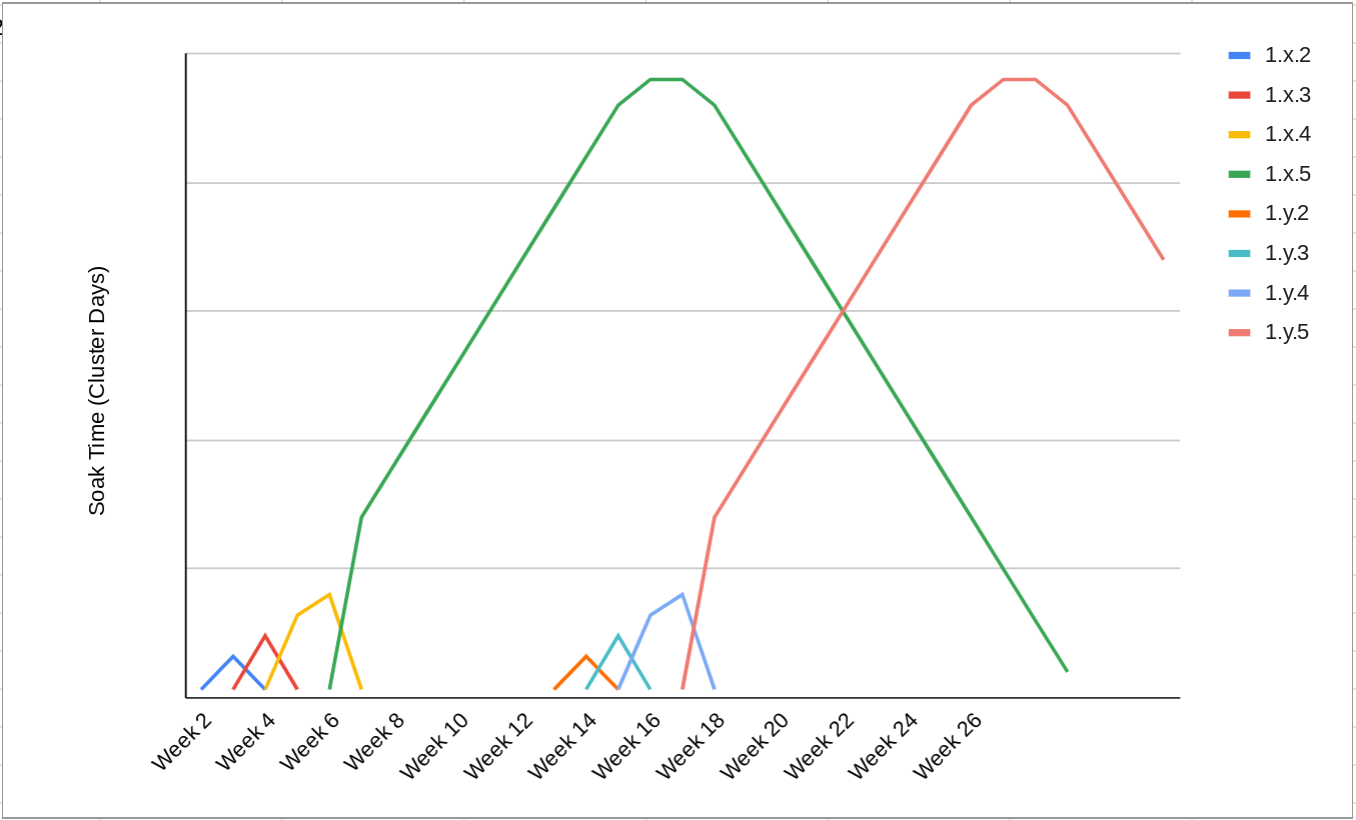 Soak Time (Cluster Days)
Week 2
Week 4
Week 6
Week 8
Week 10
Week 12
Week 14
Week 16
Week 18
Week 20
Week 22
Week 24
Week 26
1.x.2
1.x.3
1.x.4
1.x.5
1.y.2
1.y.3
1.y.4
1.y.5